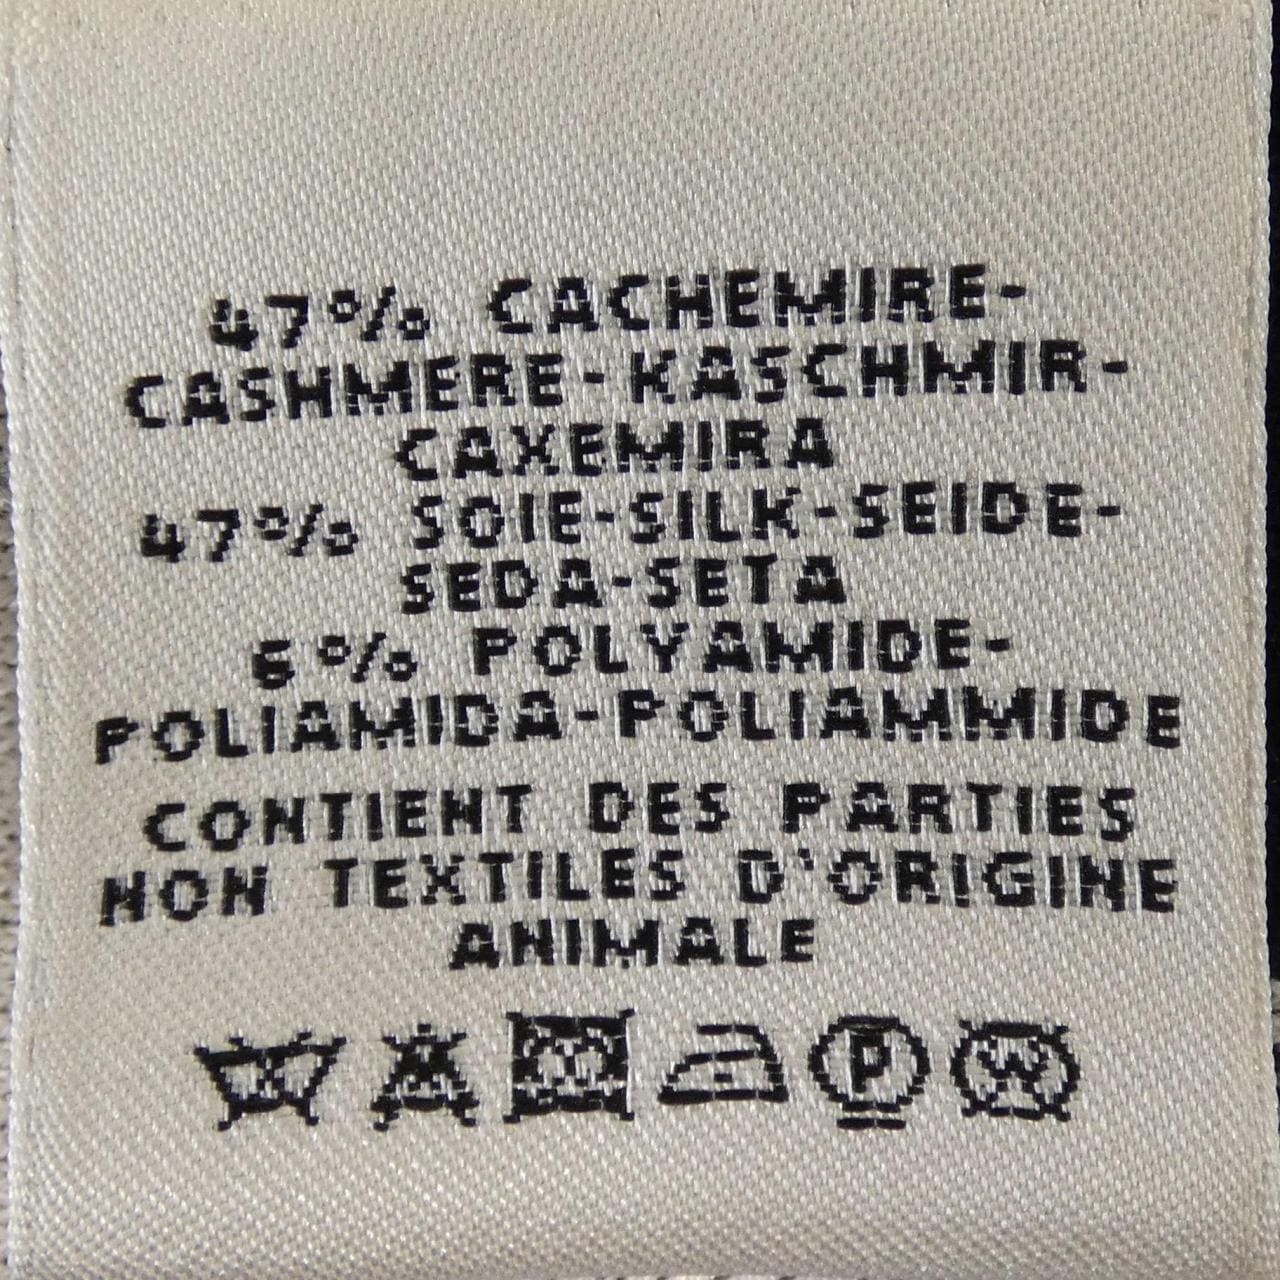 47% CACHEMIRE-
CASHMERE-KASCHMIR-
CAXEMIRA
47% SOIE-SILK-SEIDE-
SEDA-SETA
6% POLYAMIDE-
POLIAMIDA-POLIAMMIDE
CONTIENT DES PARTIES
NON TEXTILES D'ORIGINE
ANIMALE
P W